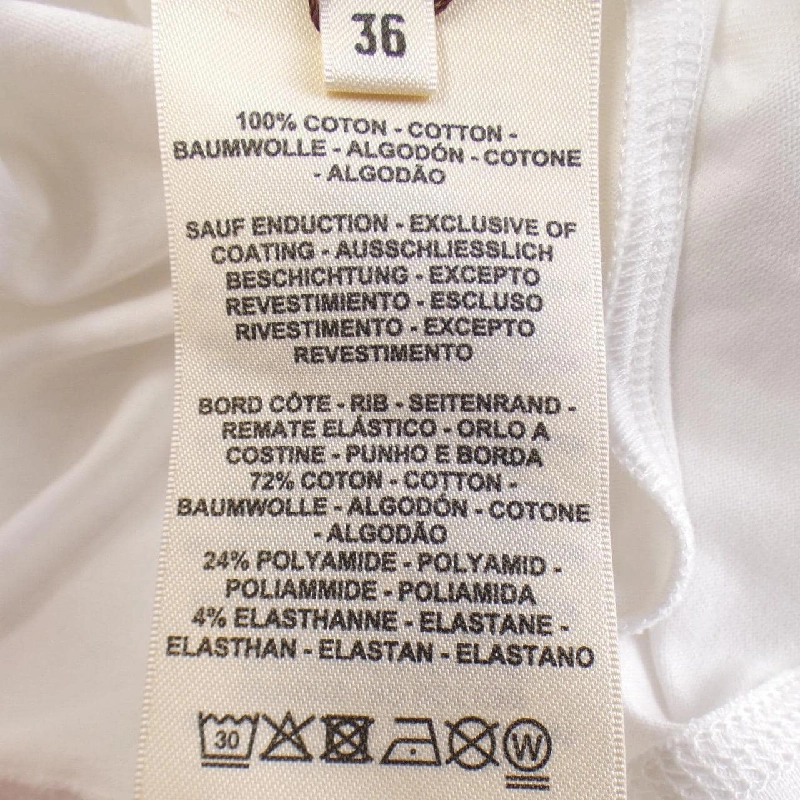 36
100% COTON - COTTON -
BAUMWOLLE - ALGODÓN - COTONE
- ALGODÃO
SAUF ENDUCTION - EXCLUSIVE OF
COATING - AUSSCHLIESSLICH
BESCHICHTUNG - EXCEPTO
REVESTIMIENTO - ESCLUSO
RIVESTIMENTO - EXCEPTO
REVESTIMENTO
BORD CÔTE - RIB - SEITENRAND -
REMATE ELÁSTICO - ORLO A
COSTINE - PUNHO E BORDA
72% COTON - COTTON -
BAUMWOLLE - ALGODÓN - COTONE
- ALGODÃO
24% POLYAMIDE - POLYAMID -
POLIAMMIDE - POLIAMIDA
4% ELASTHANNE - ELASTANE -
ELASTHAN - ELASTAN - ELASTANO
30 W